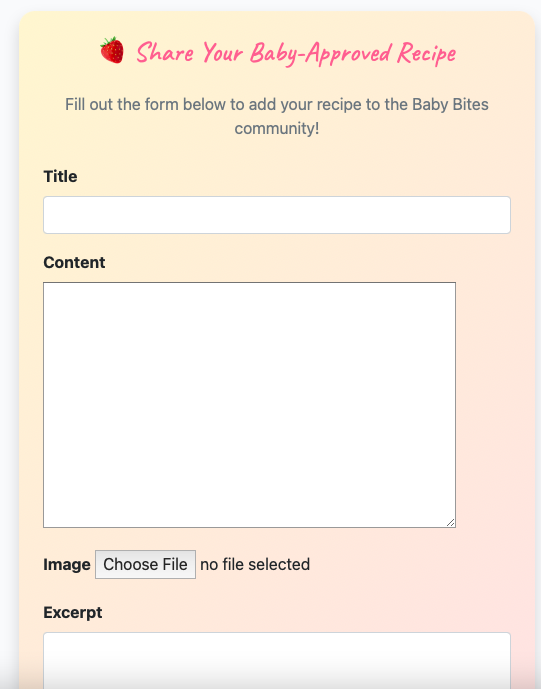 🍓 Share Your Baby-Approved Recipe
Fill out the form below to add your recipe to the Baby Bites
community!
Title
Content
Image Choose File no file selected
Excerpt